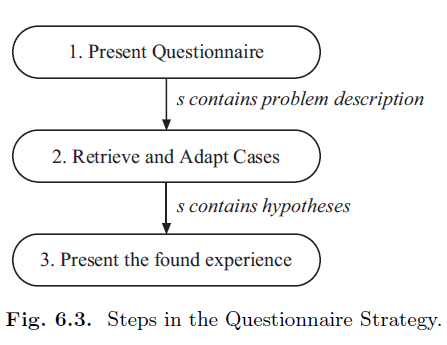 1. Present Questionnaire
s contains problem description
2. Retrieve and Adapt Cases
s contains hypotheses
3. Present the found experience
Fig. 6.3. Steps in the Questionnaire Strategy.